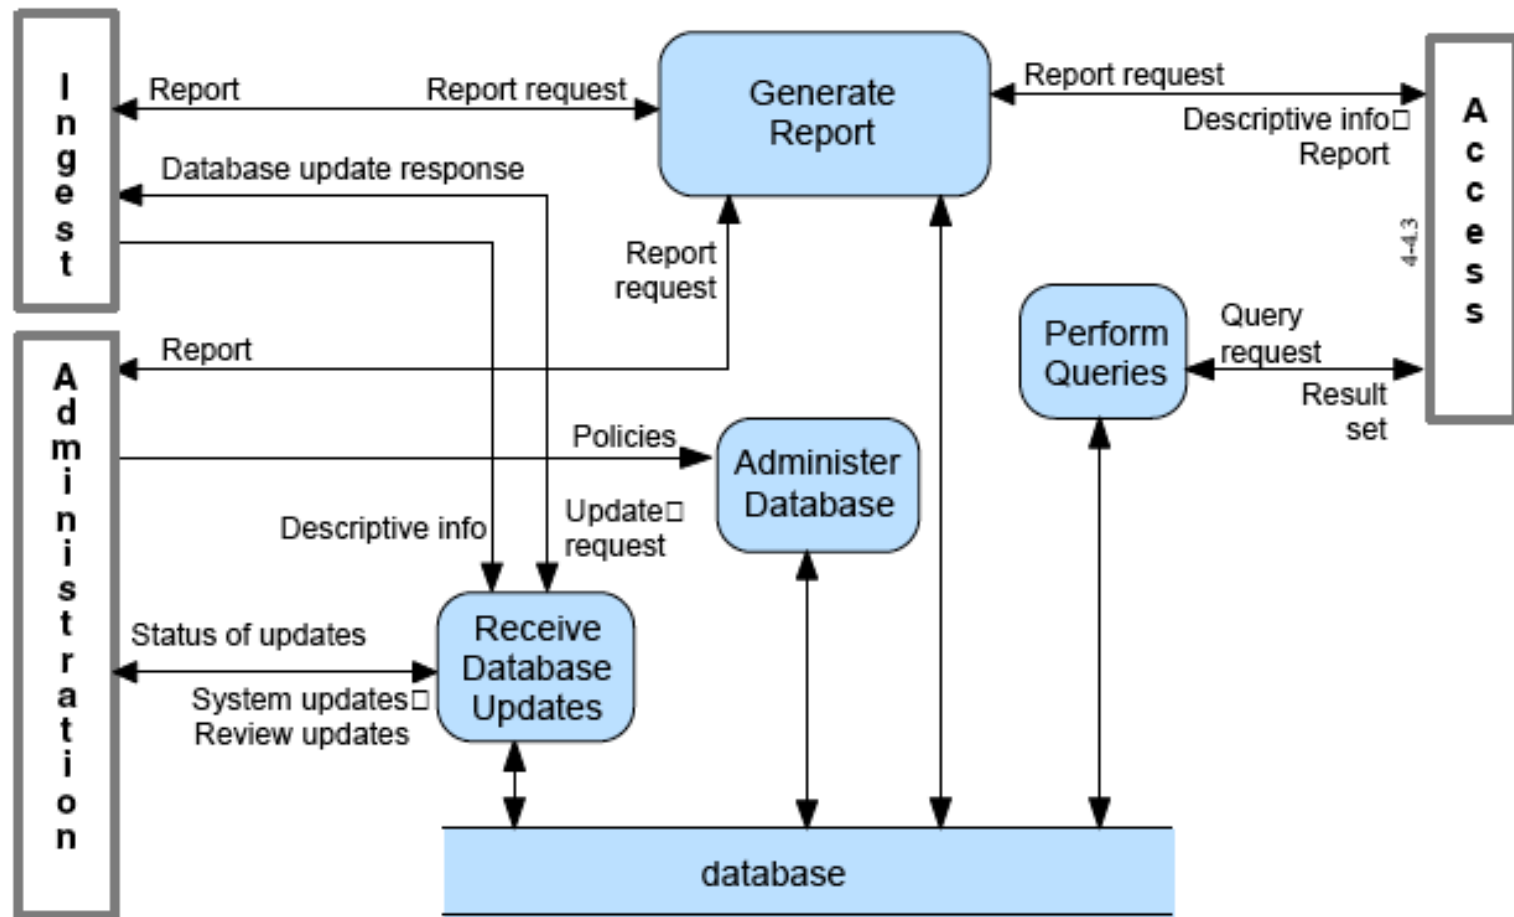 Ingest
Report
Report request
Generate
Report
Report request
Descriptive info□
Report
Access
Database update response
Report
request
4-4.3
Report
Administration
Perform
Queries
Query
request
Result
set
Policies
Administer
Database
Descriptive info
Update□
request
Status of updates
System updates□
Review updates
Receive
Database
Updates
database